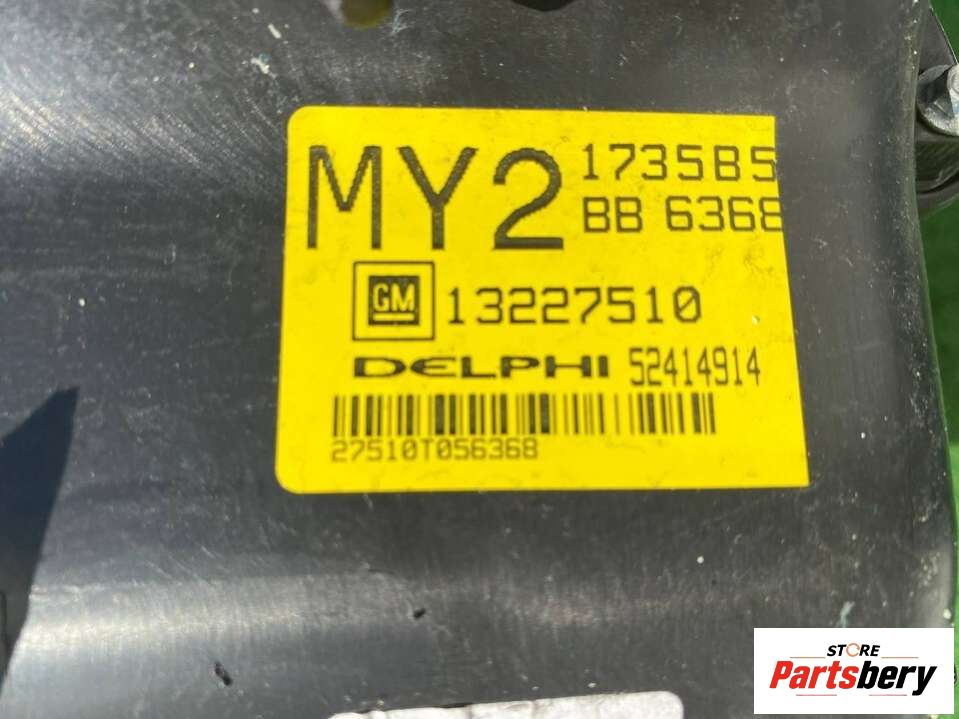 MY2 1735B5
BB 6368
GM 13227510
DELPHI 52414914
27510T056368
STORE
Partsbery